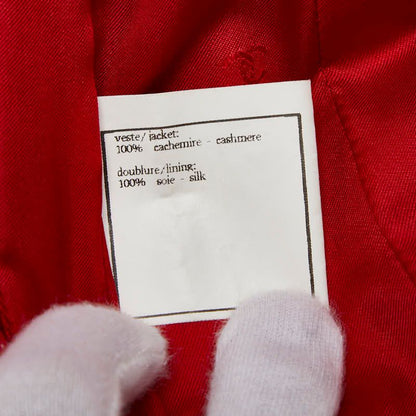 veste/jacket:
100% cachemire - cashmere
doublure/lining:
100% soie - silk